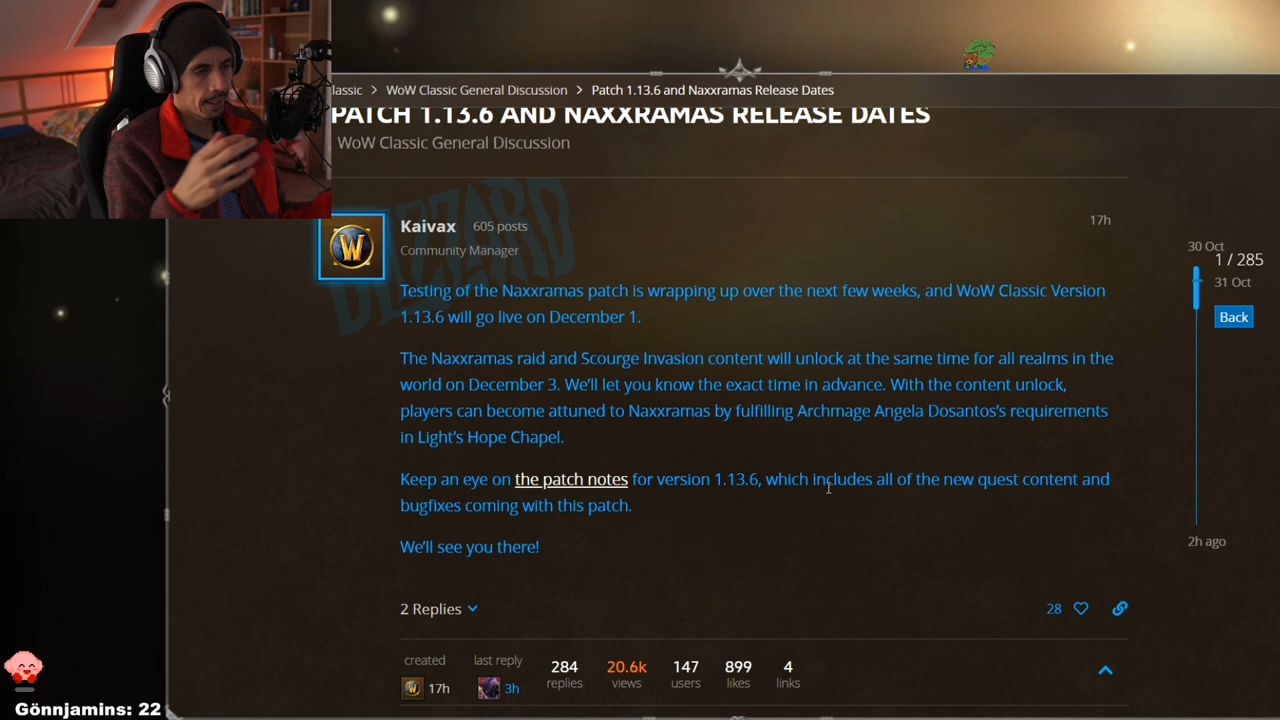 lassic > WoW Classic General Discussion > Patch 1.13.6 and Naxxramas Release Dates
PATCH 1.13.6 AND NAXXRAMAS RELEASE DATES
WoW Classic General Discussion
BLIZZARD
Kaivax 605 posts 17h
Community Manager
30 Oct
1 / 285
31 Oct
Back
Testing of the Naxxramas patch is wrapping up over the next few weeks, and WoW Classic Version
1.13.6 will go live on December 1.
The Naxxramas raid and Scourge Invasion content will unlock at the same time for all realms in the
world on December 3. We'll let you know the exact time in advance. With the content unlock,
players can become attuned to Naxxramas by fulfilling Archmage Angela Dosantos's requirements
in Light's Hope Chapel.
Keep an eye on the patch notes for version 1.13.6, which includes all of the new quest content and
bugfixes coming with this patch.
2h ago
We'll see you there!
2 Replies 28
created last reply 284 20.6k 147 899 4
17h 3h replies views users likes links
Gönnjamins: 22